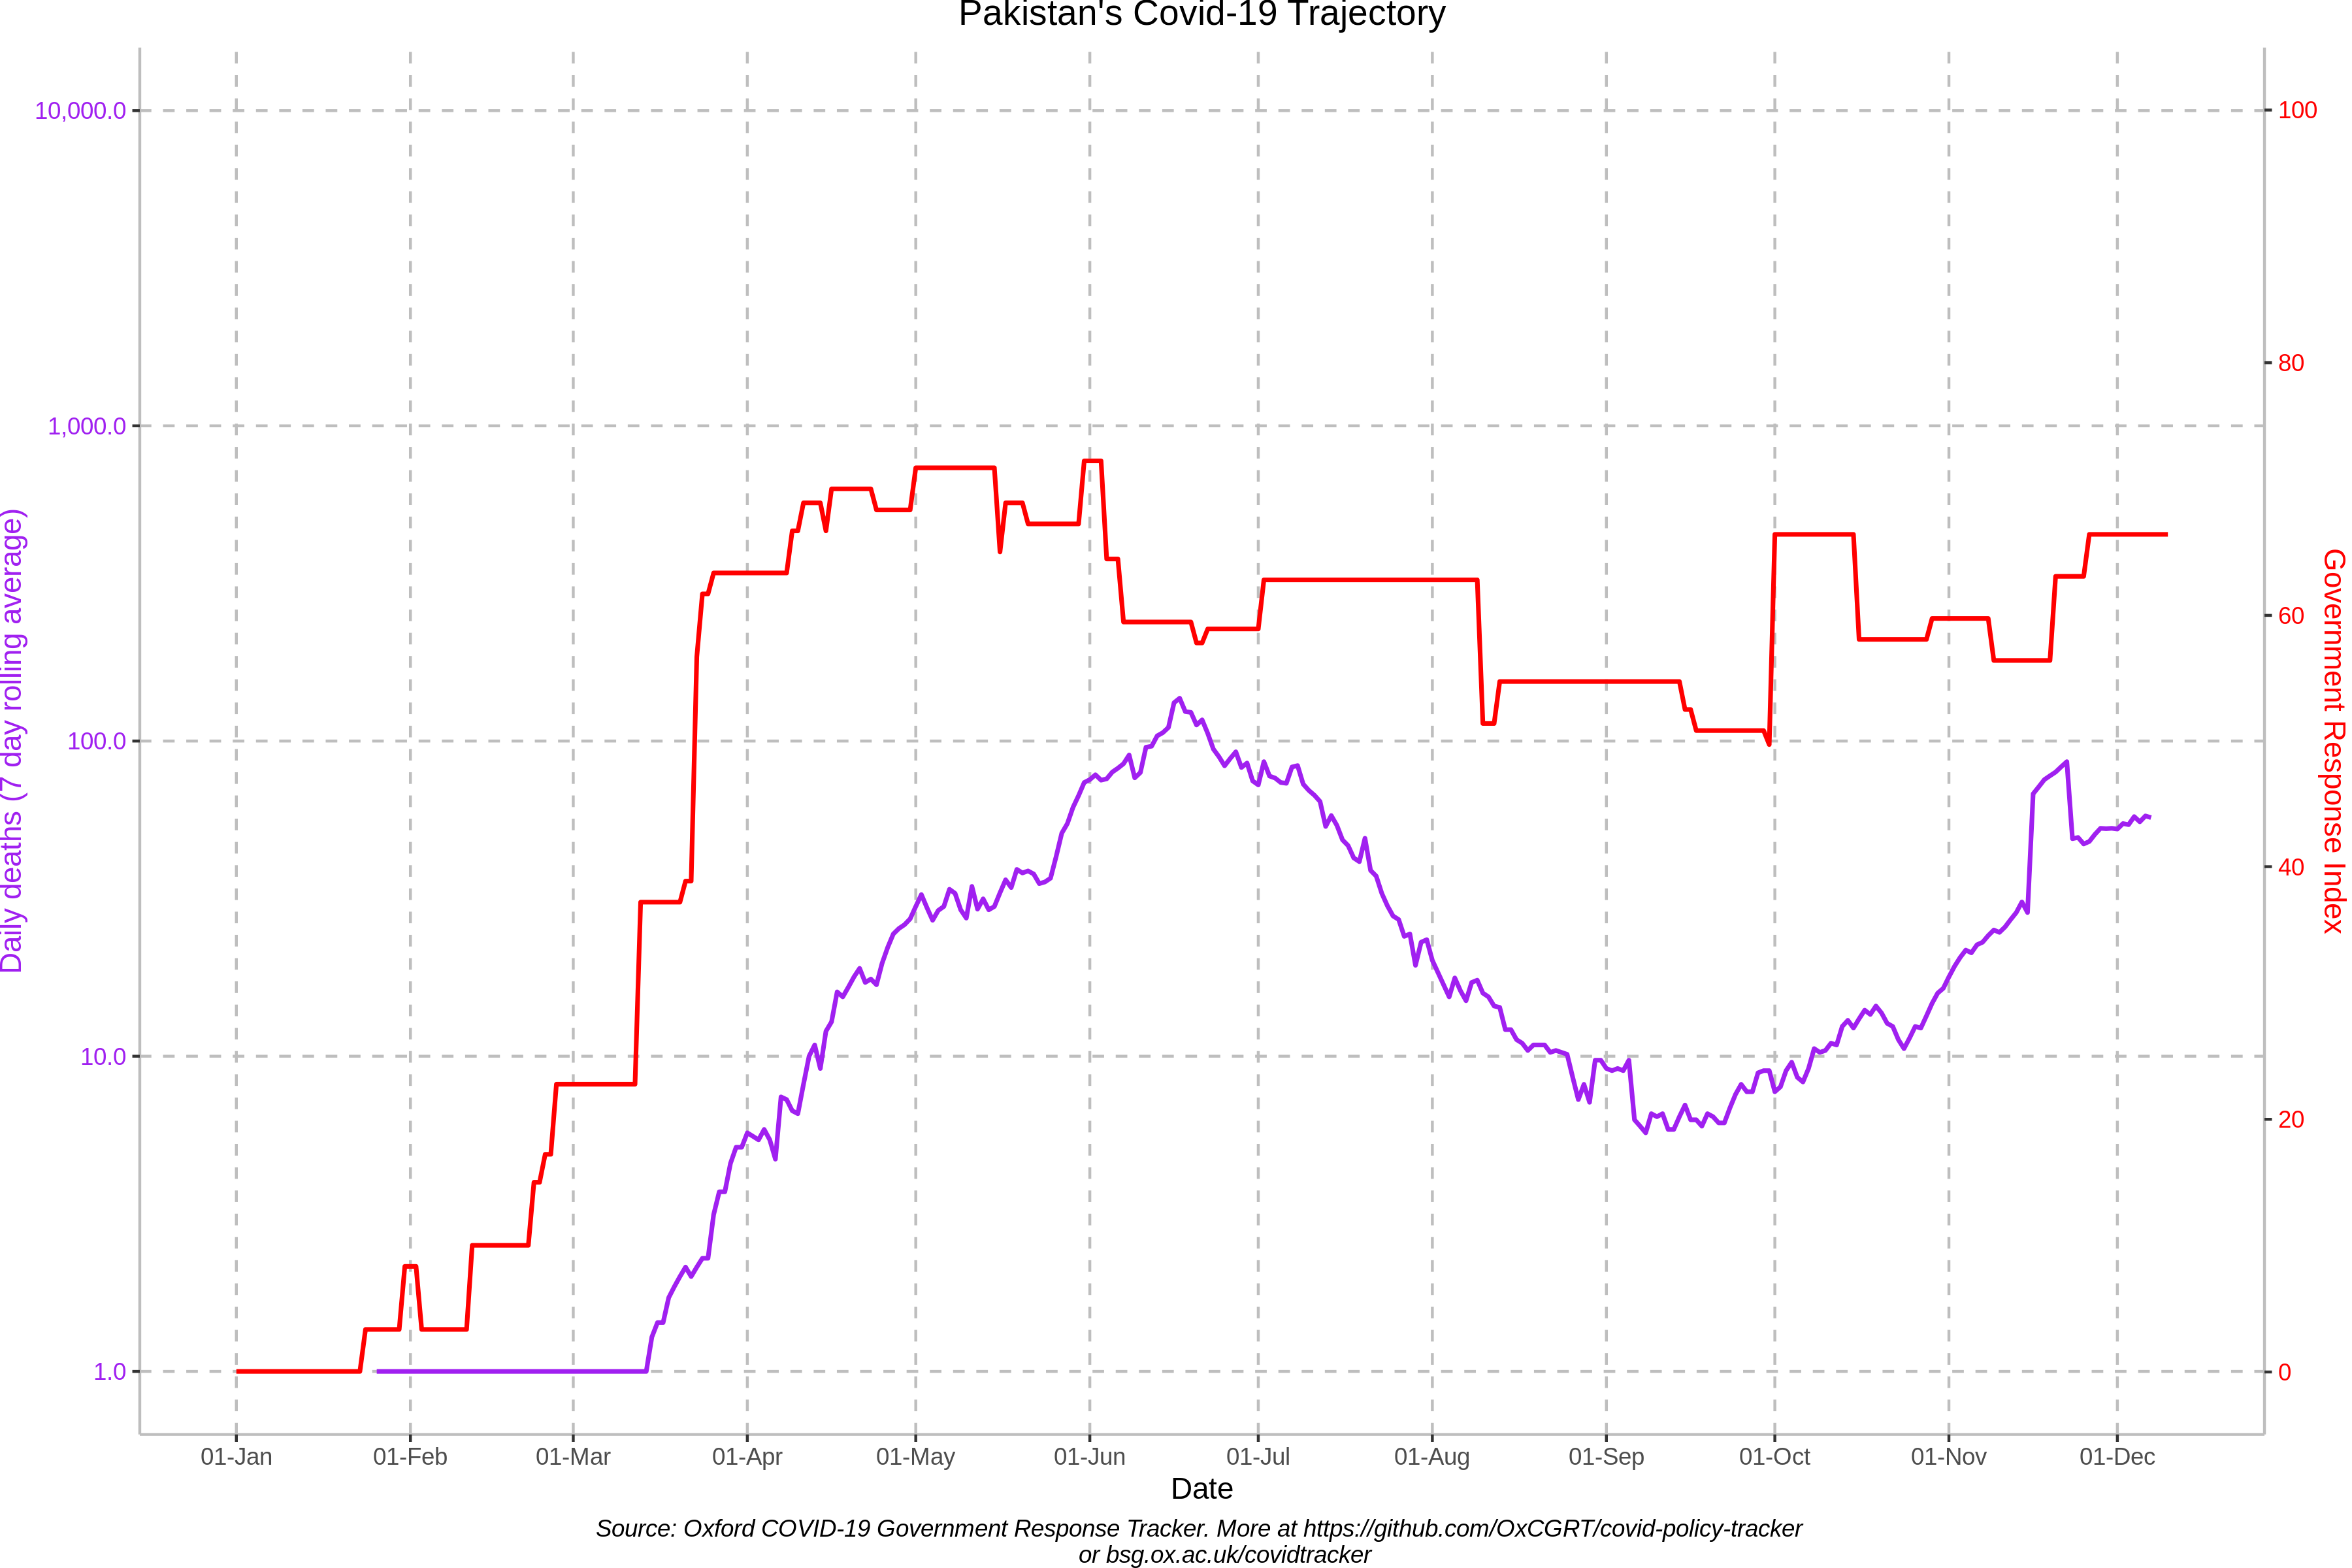 Pakistan's Covid-19 Trajectory
10,000.0
1,000.0
100.0
10.0
1.0
Daily deaths (7 day rolling average)
100
80
60
40
20
0
Government Response Index
01-Jan 01-Feb 01-Mar 01-Apr 01-May 01-Jun 01-Jul 01-Aug 01-Sep 01-Oct 01-Nov 01-Dec
Date
Source: Oxford COVID-19 Government Response Tracker. More at https://github.com/OxCGRT/covid-policy-tracker
or bsg.ox.ac.uk/covidtracker